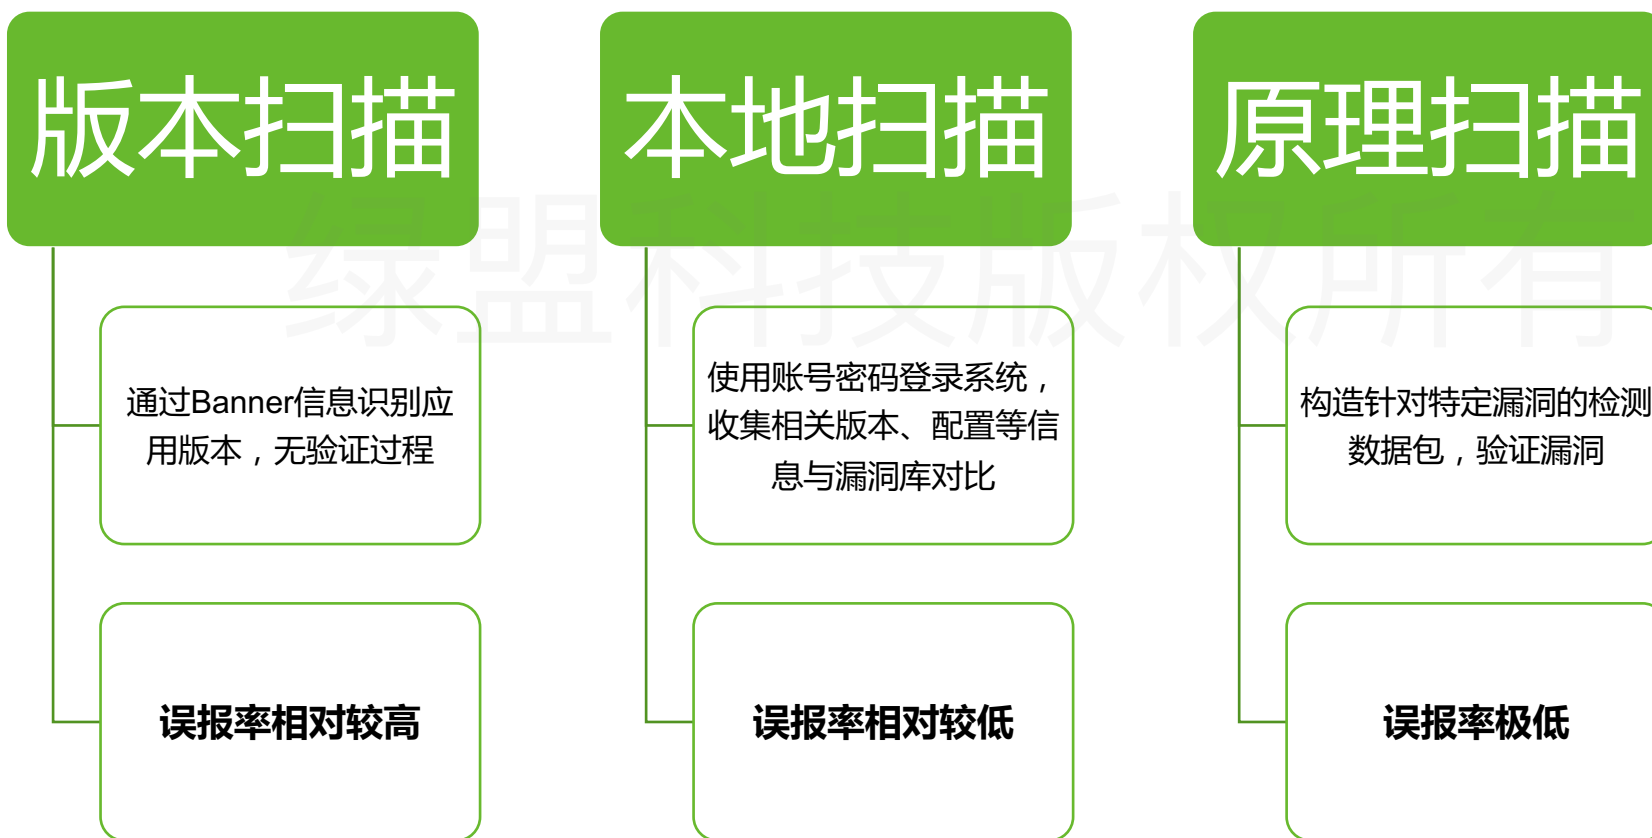 版本扫描
通过Banner信息识别应
用版本，无验证过程
误报率相对较高
本地扫描
使用账号密码登录系统，
收集相关版本、配置等信
息与漏洞库对比
误报率相对较低
原理扫描
构造针对特定漏洞的检测
数据包，验证漏洞
误报率极低
绿盟科技版权所有